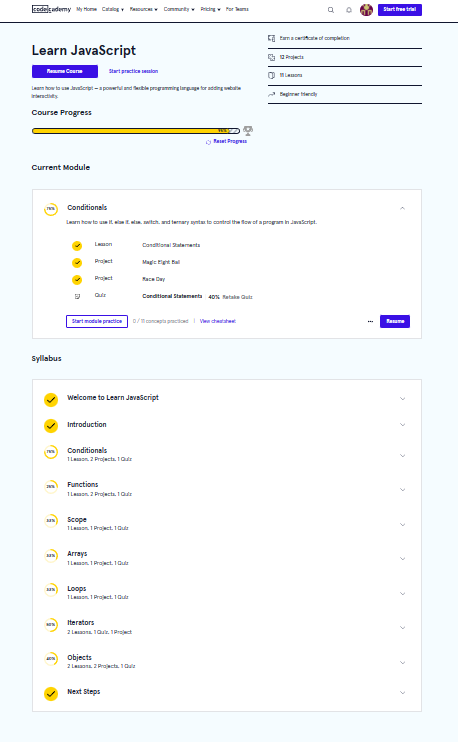 codecademy
My Home
Catalog
Resources
Community
Pricing
For Teams
Start free trial
Learn JavaScript
Resume Course
Start practice session
Learn how to use JavaScript — a powerful and flexible programming language for adding website
interactivity.
Earn a certificate of completion
12 Projects
11 Lessons
Beginner friendly
Course Progress
Reset Progress
Current Module
75%
Conditionals
Learn how to use if, else if, else, switch, and ternary syntax to control the flow of a program in JavaScript.
Lesson
Conditional Statements
Project
Magic Eight Ball
Project
Race Day
Quiz
Conditional Statements
40%
Retake Quiz
Start module practice
0 / 11 concepts practiced
View cheatsheet
Resume
Syllabus
Welcome to Learn JavaScript
Introduction
75%
Conditionals
1 Lesson, 2 Projects, 1 Quiz
25%
Functions
1 Lesson, 2 Projects, 1 Quiz
33%
Scope
1 Lesson, 1 Project, 1 Quiz
33%
Arrays
1 Lesson, 1 Project, 1 Quiz
33%
Loops
1 Lesson, 1 Project, 1 Quiz
Iterators
2 Lessons, 1 Quiz, 1 Project
40%
Objects
2 Lessons, 2 Projects, 1 Quiz
Next Steps